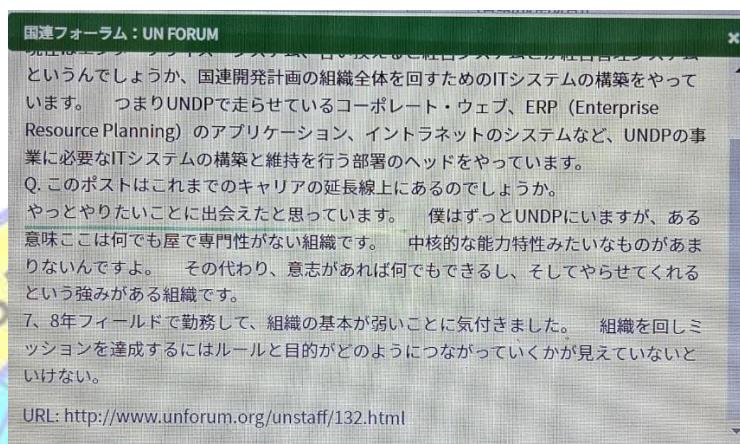 国連フォーラム：UN FORUM
というんでしょうか、国連開発計画の組織全体を回すためのITシステムの構築をやって
います。　つまりUNDPで走らせているコーポレート・ウェブ、ERP（Enterprise
Resource Planning）のアプリケーション、イントラネットのシステムなど、UNDPの事
業に必要なITシステムの構築と維持を行う部署のヘッドをやっています。
Q. このポストはこれまでのキャリアの延長線上にあるのでしょうか。
やっとやりたいことに出会えたと思っています。　僕はずっとUNDPにいますが、ある
意味ここは何でも屋で専門性がない組織です。　中核的な能力特性みたいなものがあま
りないんですよ。　その代わり、意志があれば何でもできるし、そしてやらせてくれる
という強みがある組織です。
7、8年フィールドで勤務して、組織の基本が弱いことに気付きました。　組織を回しミ
ッションを達成するにはルールと目的がどのようにつながっていくかが見えていないと
いけない。
URL: http://www.unforum.org/unstaff/132.html